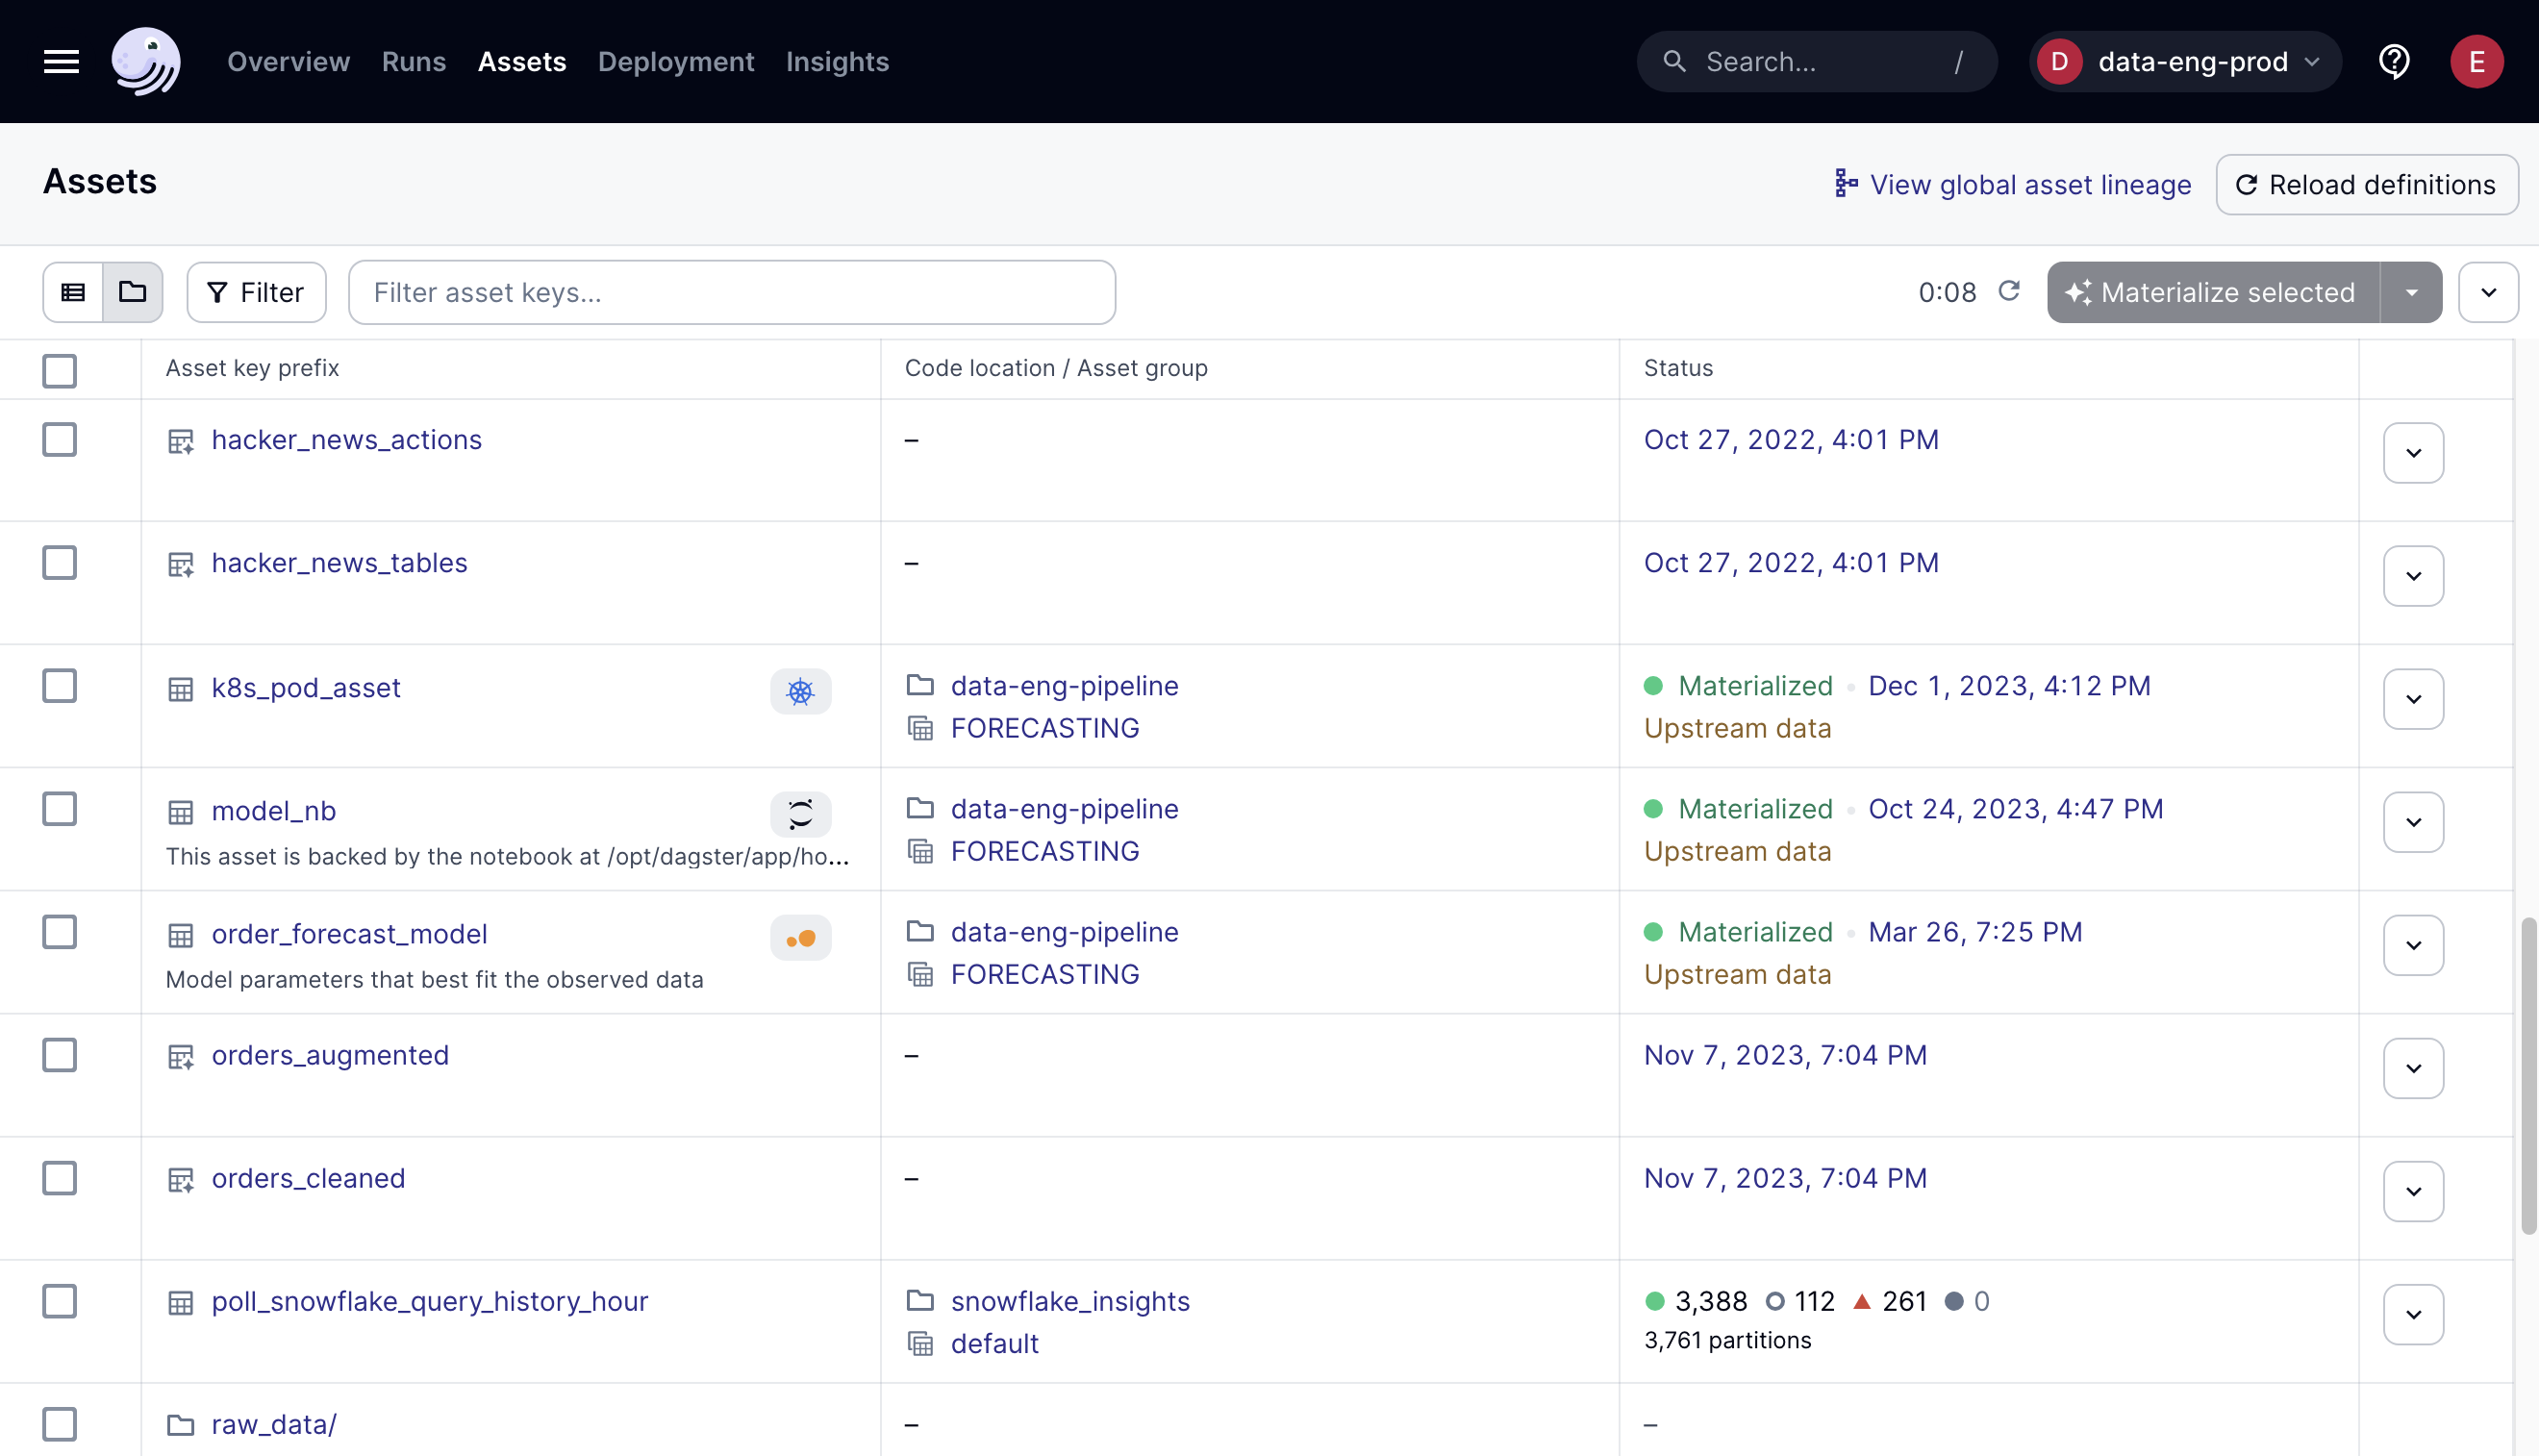 Overview Runs Assets Deployment Insights Search... / D data-eng-prod E
Assets
View global asset lineage Reload definitions
Filter Filter asset keys... 0:08 Materialize selected
Asset key prefix Code location / Asset group Status
hacker_news_actions – Oct 27, 2022, 4:01 PM
hacker_news_tables – Oct 27, 2022, 4:01 PM
k8s_pod_asset data-eng-pipeline Materialized Dec 1, 2023, 4:12 PM
FORECASTING Upstream data
model_nb data-eng-pipeline Materialized Oct 24, 2023, 4:47 PM
This asset is backed by the notebook at /opt/dagster/app/ho... FORECASTING Upstream data
order_forecast_model data-eng-pipeline Materialized Mar 26, 7:25 PM
Model parameters that best fit the observed data FORECASTING Upstream data
orders_augmented – Nov 7, 2023, 7:04 PM
orders_cleaned – Nov 7, 2023, 7:04 PM
poll_snowflake_query_history_hour snowflake_insights 3,388 112 261 0
default 3,761 partitions
raw_data/ – –